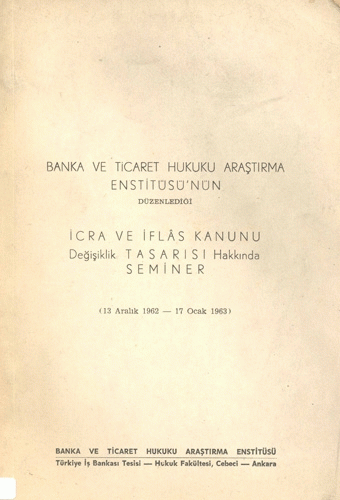 BANKA VE TİCARET HUKUKU ARAŞTIRMA
ENSTİTÜSÜ'NÜN
DÜZENLEDİĞİ
İCRA VE İFLÂS KANUNU
Değişiklik TASARISI Hakkında
SEMİNER
(13 Aralık 1962 — 17 Ocak 1963)
BANKA VE TİCARET HUKUKU ARAŞTIRMA ENSTİTÜSÜ
Türkiye İş Bankası Tesisi — Hukuk Fakültesi, Cebeci — Ankara